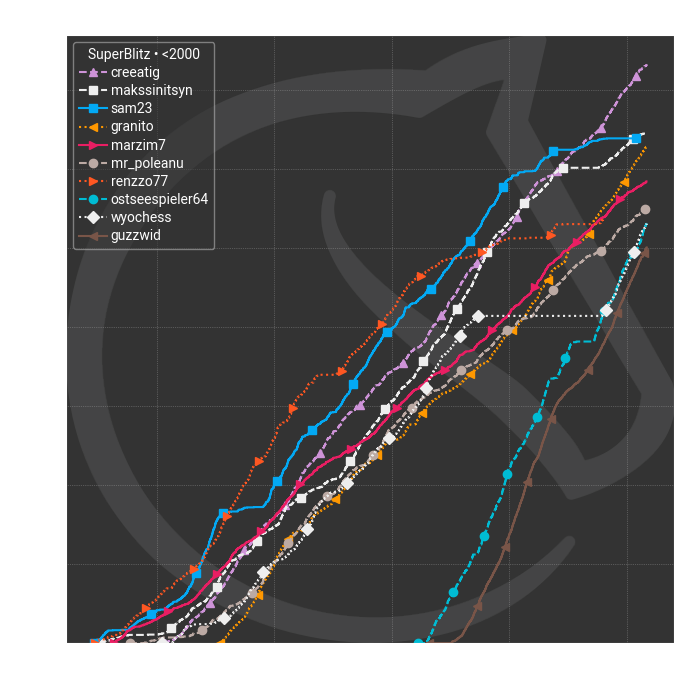 SuperBlitz • <2000
creeatig
makssinitsyn
sam23
granito
marzim7
mr_poleanu
renzzo77
ostseespieler64
wyochess
guzzwid